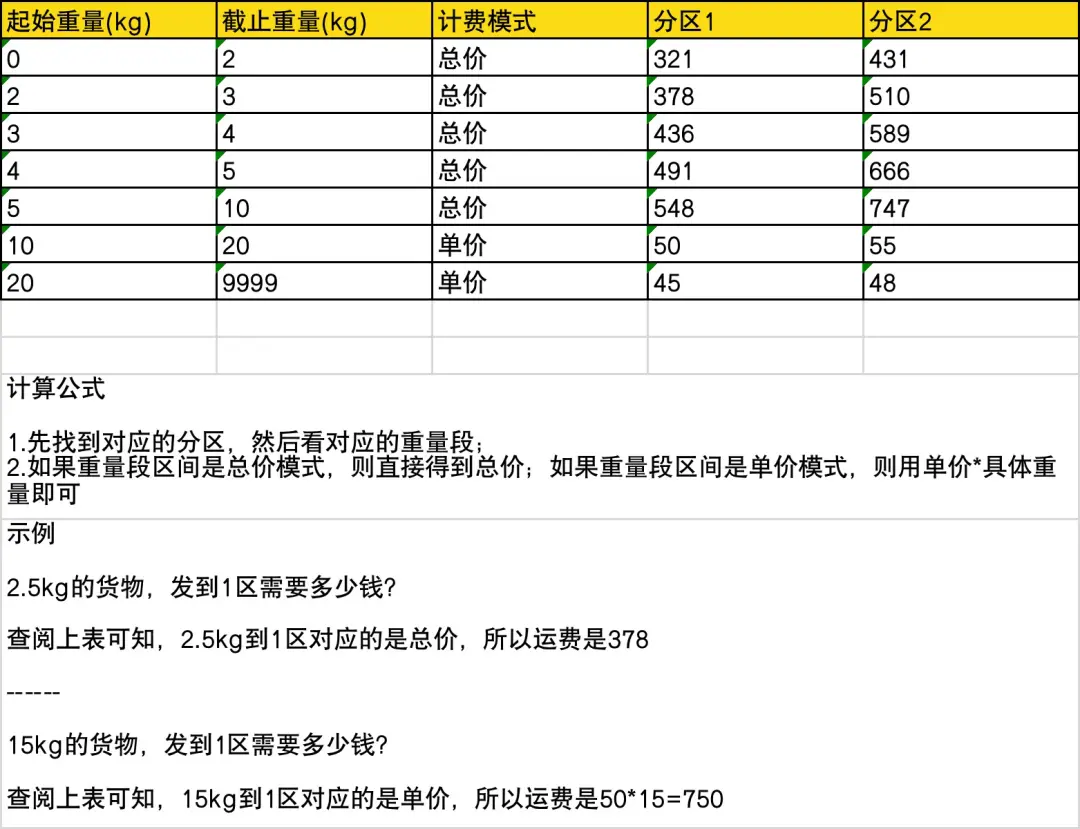 起始重量(kg) 截止重量(kg) 计费模式 分区1 分区2
0 2 总价 321 431
2 3 总价 378 510
3 4 总价 436 589
4 5 总价 491 666
5 10 总价 548 747
10 20 单价 50 55
20 9999 单价 45 48
计算公式
1.先找到对应的分区，然后看对应的重量段；
2.如果重量段区间是总价模式，则直接得到总价；如果重量段区间是单价模式，则用单价*具体重
量即可
示例
2.5kg的货物，发到1区需要多少钱？
查阅上表可知，2.5kg到1区对应的是总价，所以运费是378
------
15kg的货物，发到1区需要多少钱？
查阅上表可知，15kg到1区对应的是单价，所以运费是50*15=750